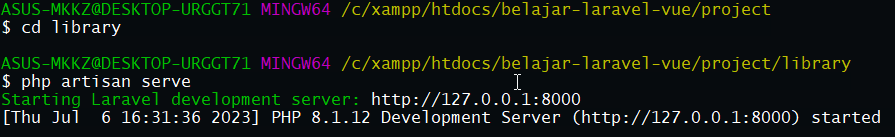 ASUS-MKKZ@DESKTOP-URGGT71 MINGW64 /c/xampp/htdocs/belajar-laravel-vue/project
$ cd library
ASUS-MKKZ@DESKTOP-URGGT71 MINGW64 /c/xampp/htdocs/belajar-laravel-vue/project/library
$ php artisan serve
Starting Laravel development server: http://127.0.0.1:8000
[Thu Jul  6 16:31:36 2023] PHP 8.1.12 Development Server (http://127.0.0.1:8000) started